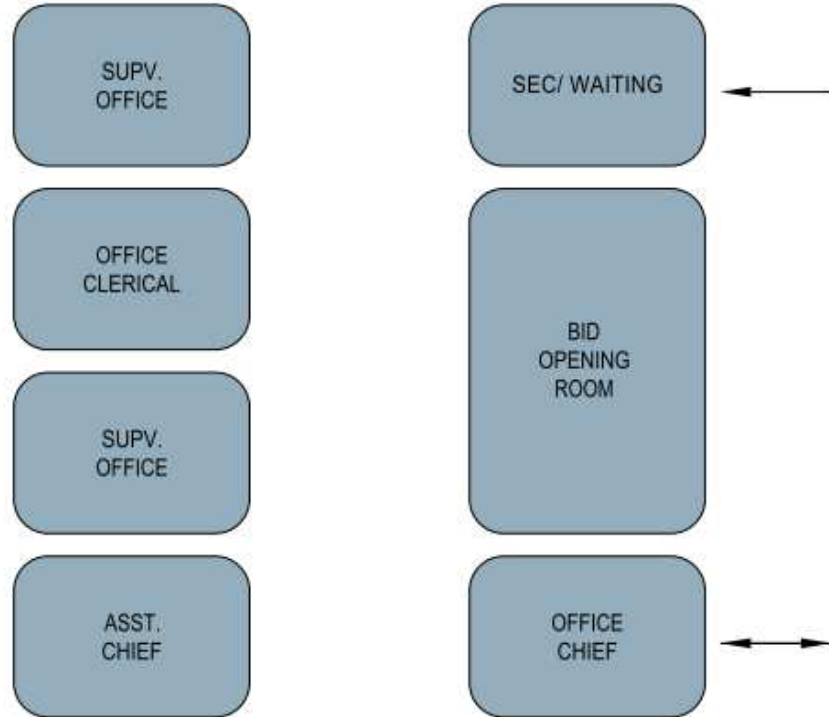 SUPV.
OFFICE
SEC/ WAITING
OFFICE
CLERICAL
BID
OPENING
ROOM
SUPV.
OFFICE
ASST.
CHIEF
OFFICE
CHIEF